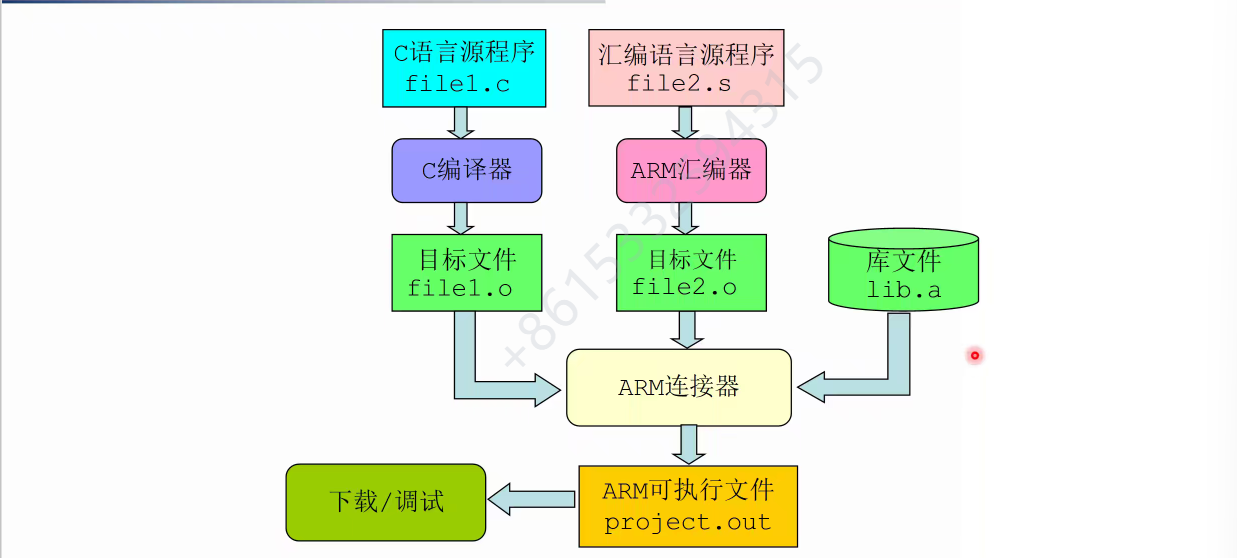 C语言源程序
file1.c
汇编语言源程序
file2.s
C编译器
ARM汇编器
目标文件
file1.o
目标文件
file2.o
库文件
lib.a
ARM连接器
下载/调试
ARM可执行文件
project.out